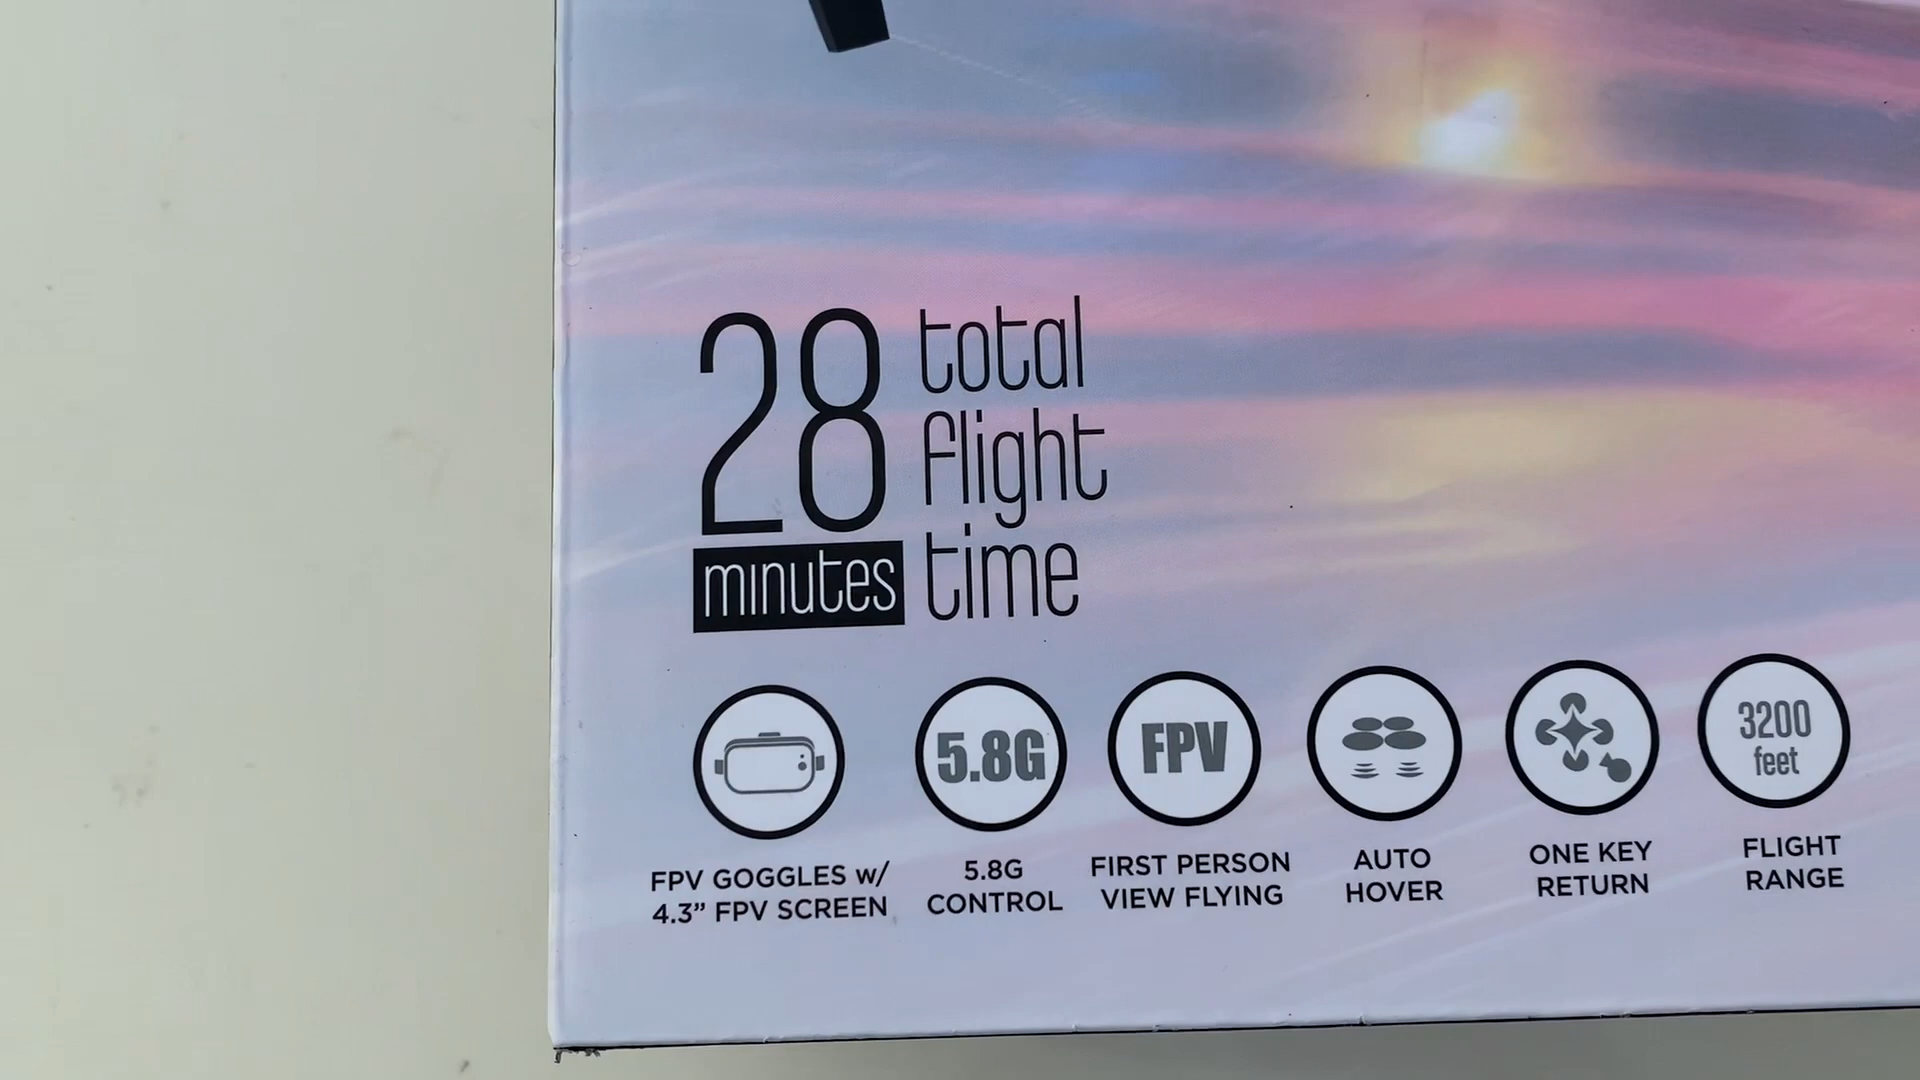 28
minutes
total
flight
time
5.8G
FPV
3200
feet
FPV GOGGLES w/
4.3” FPV SCREEN
5.8G
CONTROL
FIRST PERSON
VIEW FLYING
AUTO
HOVER
ONE KEY
RETURN
FLIGHT
RANGE